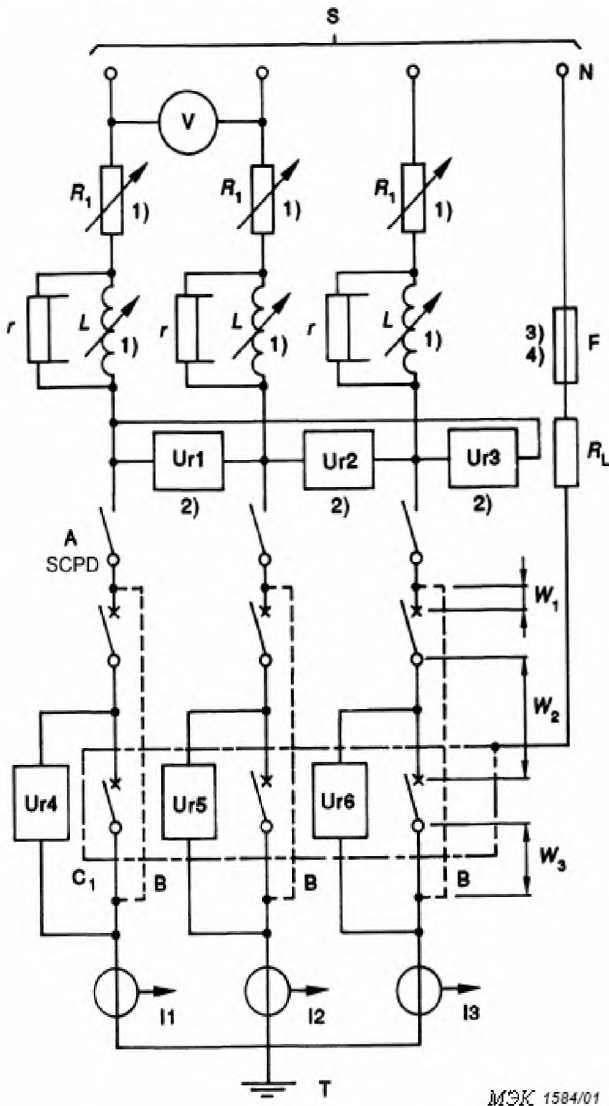 S
N
V
R₁ 1)
R₁ 1)
R₁ 1)
r L 1)
r L 1)
r L 1)
3)
4)
F
Ur1 Ur2 Ur3
2) 2) 2)
R_L
A
SCPD
W₁
W₂
Ur4 Ur5 Ur6
C₁ B B B
W₃
I1 I2 I3
T
МЭК 1584/01